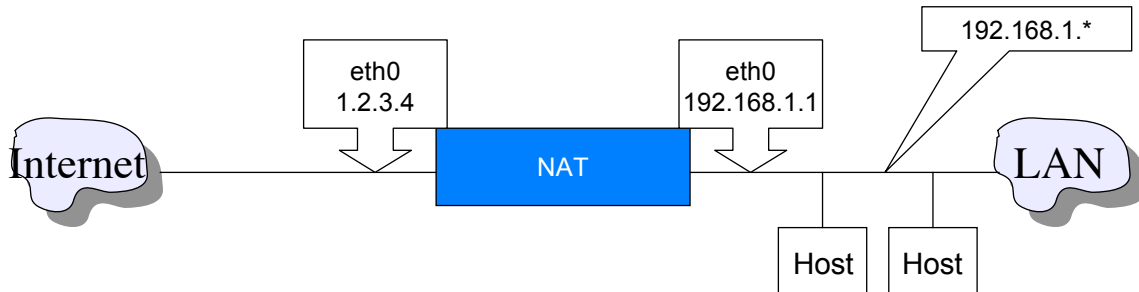 192.168.1.*
eth0
1.2.3.4
eth0
192.168.1.1
Internet
NAT
LAN
Host
Host